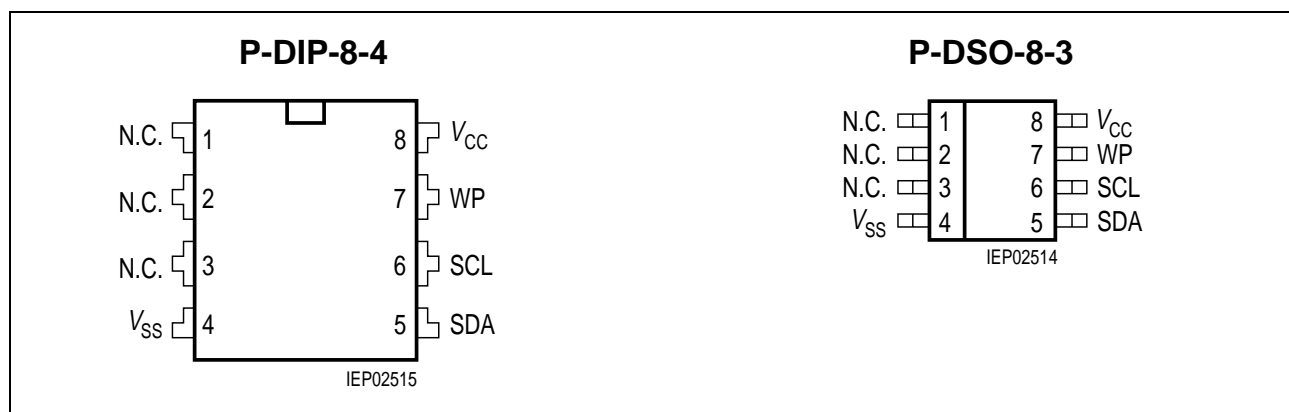 P-DIP-8-4
N.C. 1 8 VCC
N.C. 2 7 WP
N.C. 3 6 SCL
VSS 4 5 SDA
IEP02515
P-DSO-8-3
N.C. 1 8 VCC
N.C. 2 7 WP
N.C. 3 6 SCL
VSS 4 5 SDA
IEP02514